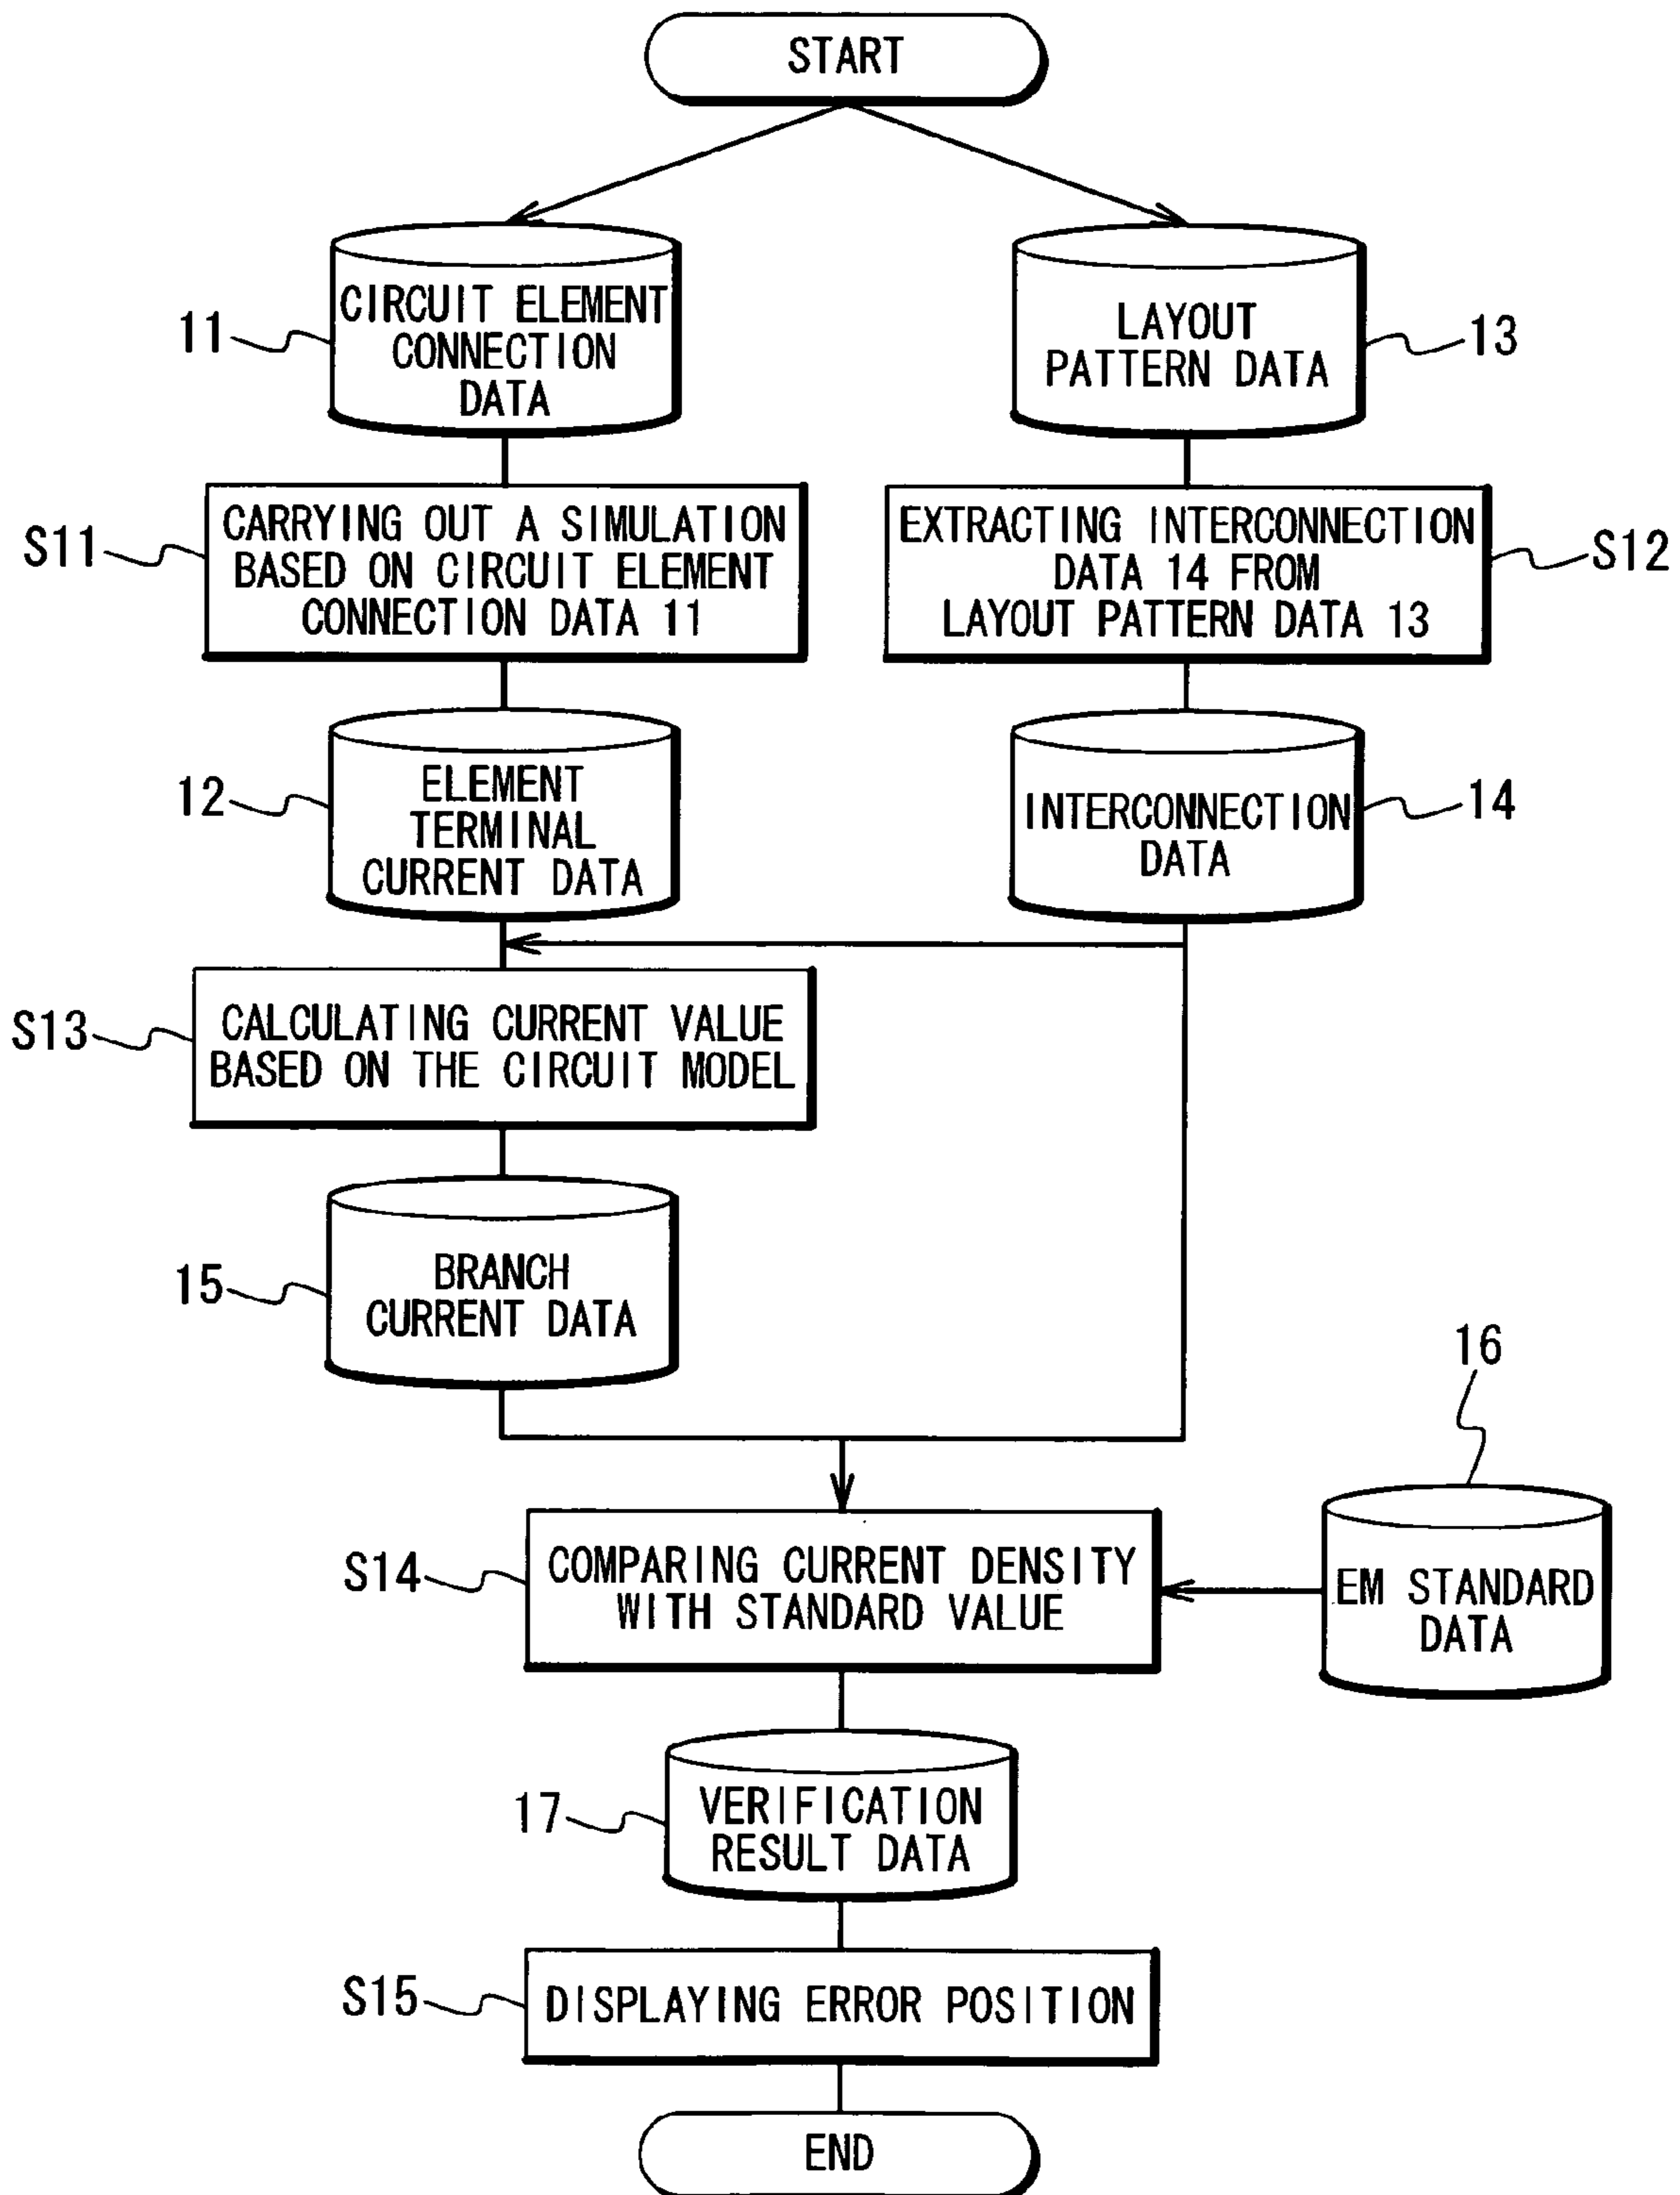 START
11
CIRCUIT ELEMENT
CONNECTION
DATA
LAYOUT
PATTERN DATA
13
S11
CARRYING OUT A SIMULATION
BASED ON CIRCUIT ELEMENT
CONNECTION DATA 11
EXTRACTING INTERCONNECTION
DATA 14 FROM
LAYOUT PATTERN DATA 13
S12
12
ELEMENT
TERMINAL
CURRENT DATA
INTERCONNECTION
DATA
14
S13
CALCULATING CURRENT VALUE
BASED ON THE CIRCUIT MODEL
15
BRANCH
CURRENT DATA
16
S14
COMPARING CURRENT DENSITY
WITH STANDARD VALUE
EM STANDARD
DATA
17
VERIFICATION
RESULT DATA
S15
DISPLAYING ERROR POSITION
END